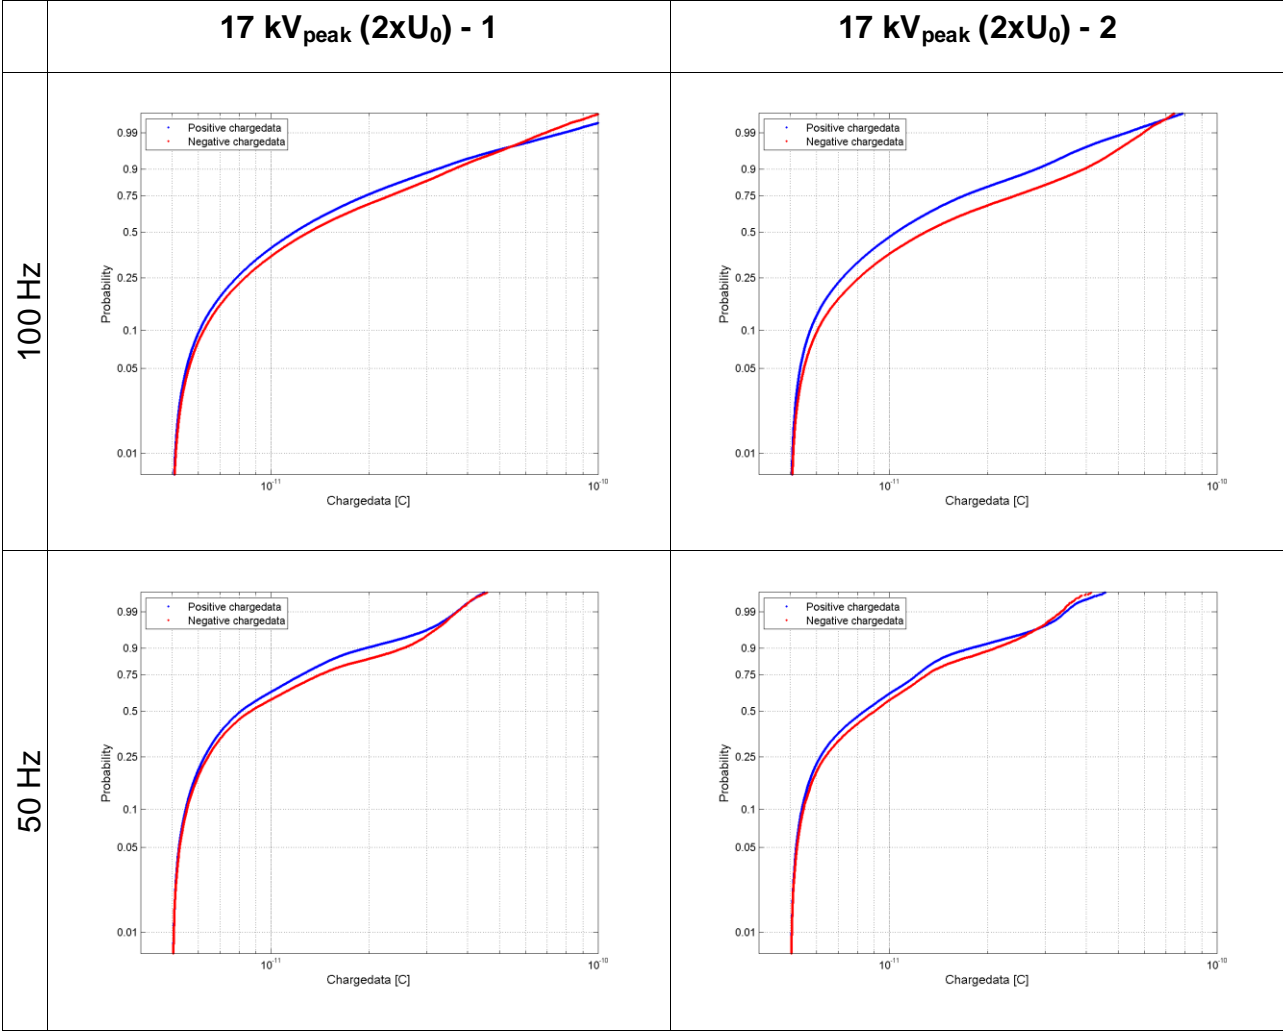 17 kVpeak (2xU0) - 1
17 kVpeak (2xU0) - 2
100 Hz
Positive chargedata
Negative chargedata
0.99
0.9
0.75
0.5
0.25
0.1
0.05
0.01
Probability
10-11
10-10
Chargedata [C]
Positive chargedata
Negative chargedata
0.99
0.9
0.75
0.5
0.25
0.1
0.05
0.01
Probability
10-11
10-10
Chargedata [C]
50 Hz
Positive chargedata
Negative chargedata
0.99
0.9
0.75
0.5
0.25
0.1
0.05
0.01
Probability
10-11
10-10
Chargedata [C]
Positive chargedata
Negative chargedata
0.99
0.9
0.75
0.5
0.25
0.1
0.05
0.01
Probability
10-11
10-10
Chargedata [C]